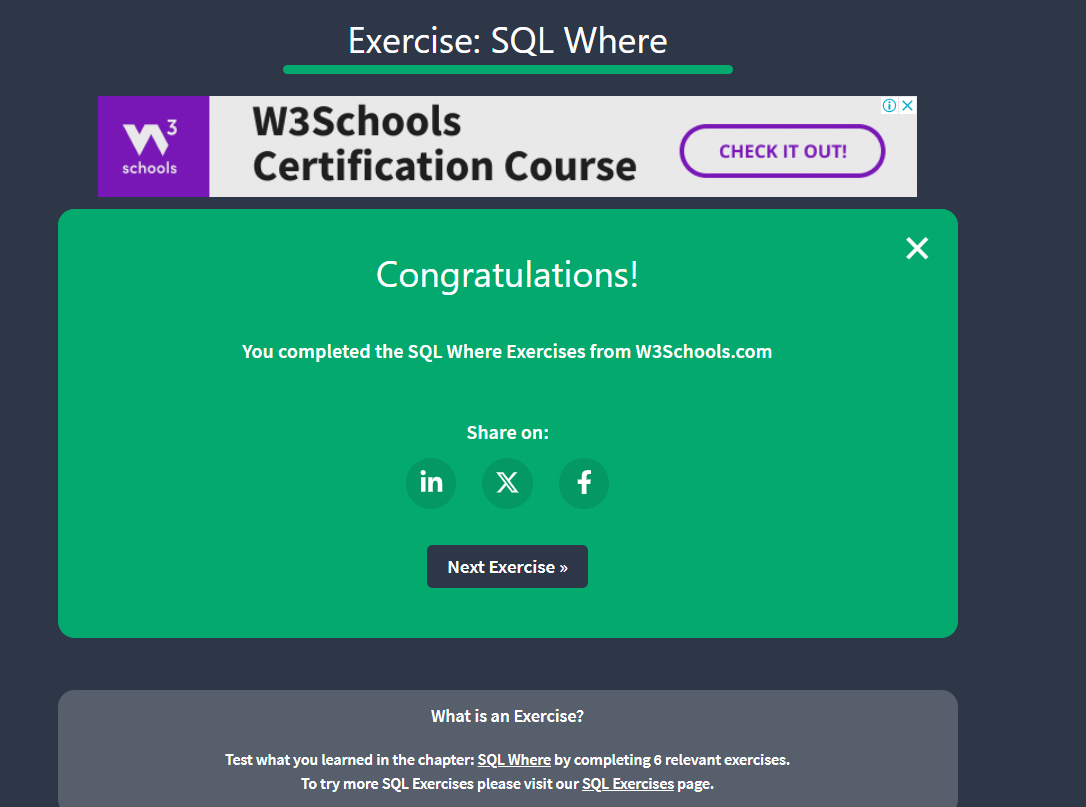 Exercise: SQL Where
W3
schools
W3Schools
Certification Course
CHECK IT OUT!
Congratulations!
You completed the SQL Where Exercises from W3Schools.com
Share on:
in
X
f
Next Exercise »
What is an Exercise?
Test what you learned in the chapter: SQL Where by completing 6 relevant exercises.
To try more SQL Exercises please visit our SQL Exercises page.